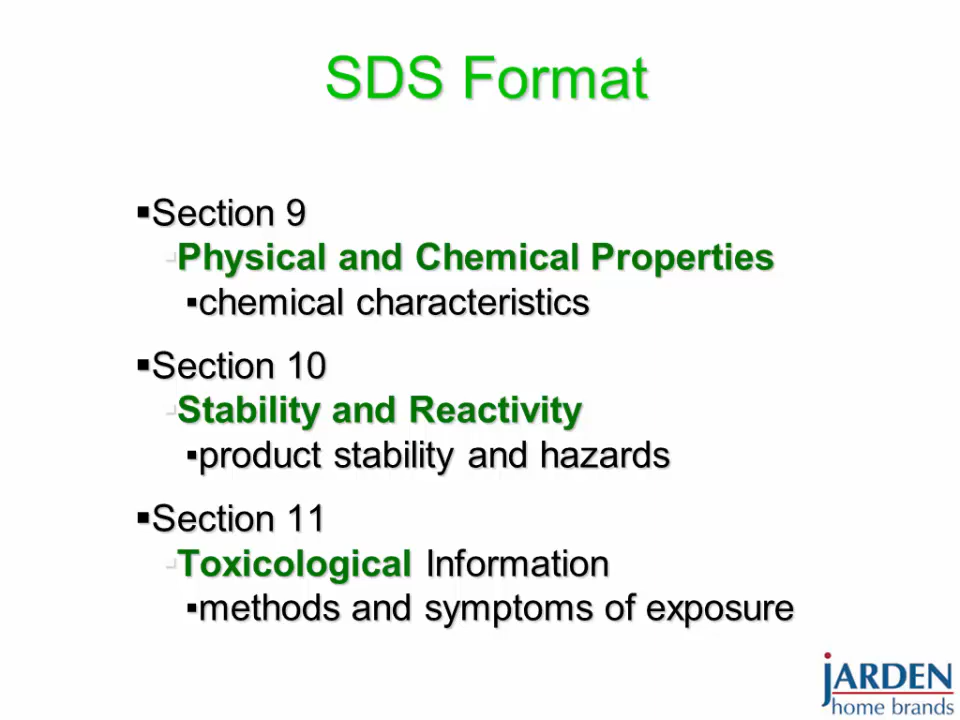 SDS Format
▪Section 9
▫Physical and Chemical Properties
▪chemical characteristics
▪Section 10
▫Stability and Reactivity
▪product stability and hazards
▪Section 11
▫Toxicological Information
▪methods and symptoms of exposure
jARDEN
home brands